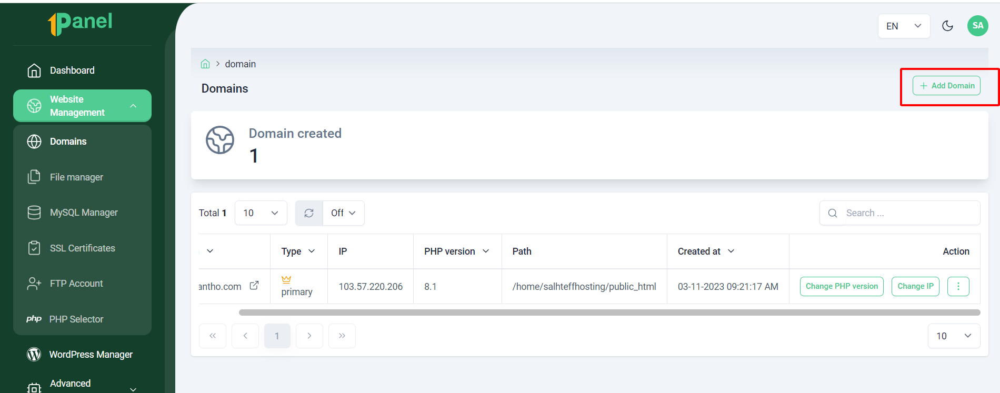 1Panel
EN
SA
domain
Domains
Add Domain
Dashboard
Website
Management
Domains
File manager
MySQL Manager
SSL Certificates
FTP Account
php PHP Selector
WordPress Manager
Advanced
Domain created
1
Total 1 10 Off Search ...
Type IP PHP version Path Created at Action
antho.com primary 103.57.220.206 8.1 /home/salhteffhosting/public_html 03-11-2023 09:21:17 AM Change PHP version Change IP
« ‹ 1 › » 10